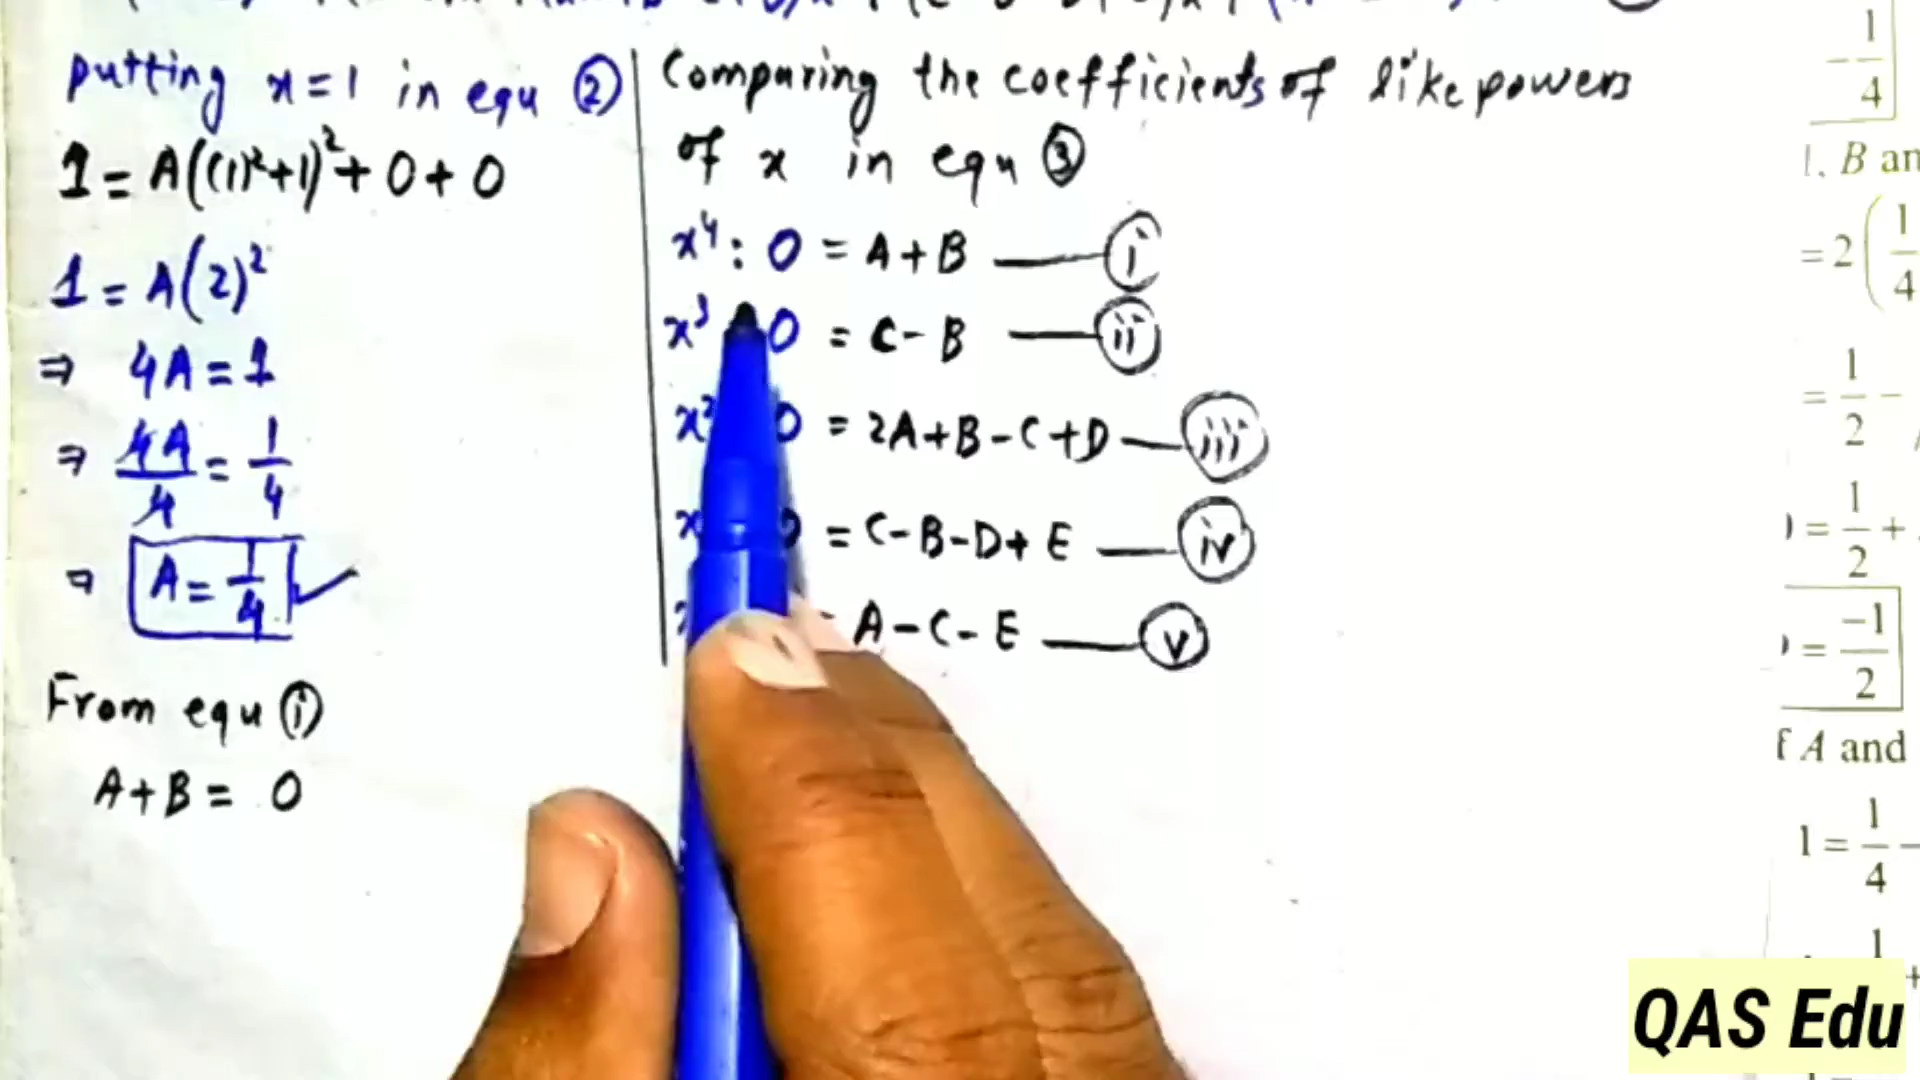 putting x=1 in equ ②
1 = A((1)²+1)² + 0 + 0
1 = A(2)²
⇒ 4A = 1
⇒ 4A/4 = 1/4
⇒ A = 1/4 ✓
From equ ①
A+B = 0
Comparing the coefficients of like powers
of x in equ ③
x⁴ : 0 = A+B — i
x³ 0 = C-B — ii
x² 0 = 2A+B-C+D — iii
x 0 = C-B-D+E — iv
A-C-E — v
-1/4
B an
= 2(1/4
= 1/2 -
= 1/2 +
= -1/2
f A and
1 = 1/4 -
1
QAS Edu